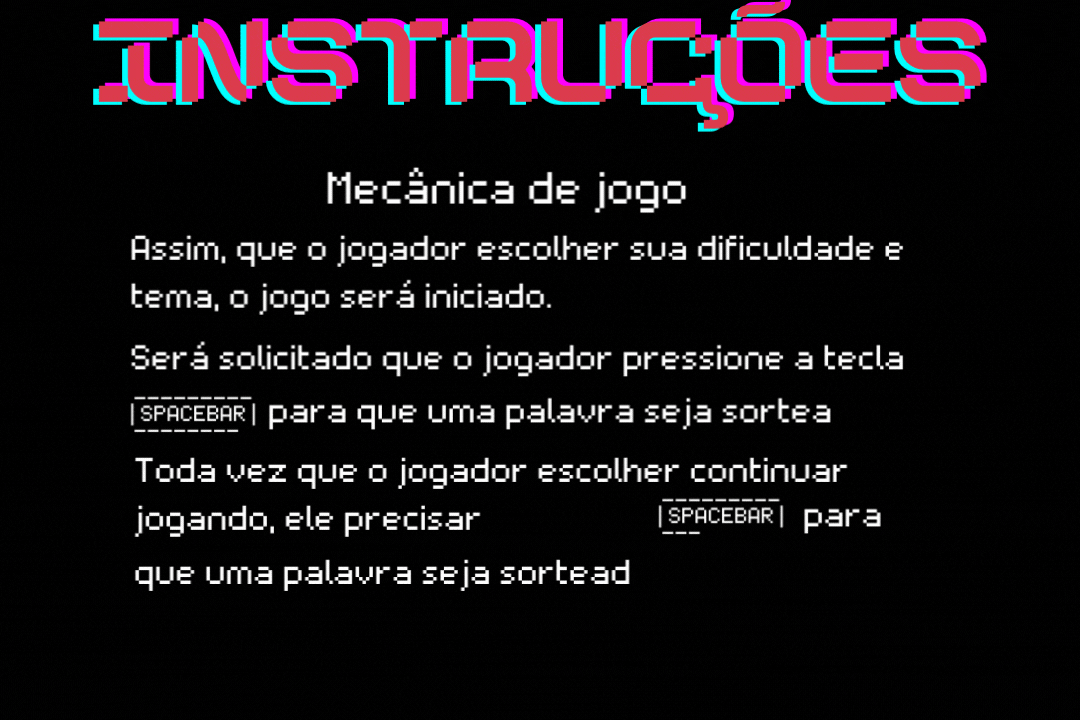 INSTRUÇÕES
Mecânica de jogo
Assim, que o jogador escolher sua dificuldade e
tema, o jogo será iniciado.
Será solicitado que o jogador pressione a tecla
|SPACEBAR| para que uma palavra seja sortea
Toda vez que o jogador escolher continuar
jogando, ele precisar |SPACEBAR| para
que uma palavra seja sortead